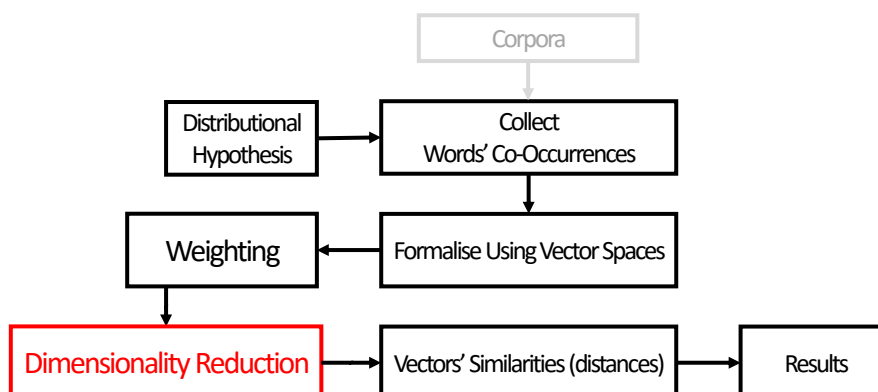 Corpora
Distributional
Hypothesis
Collect
Words' Co-Occurrences
Weighting
Formalise Using Vector Spaces
Dimensionality Reduction
Vectors' Similarities (distances)
Results